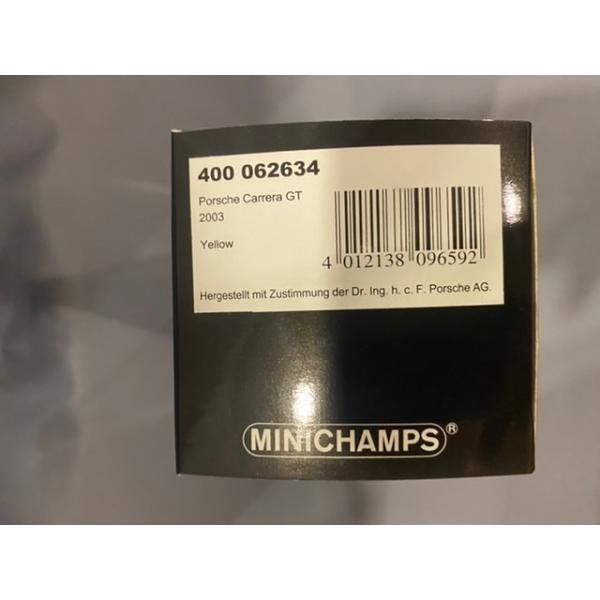 400 062634
Porsche Carrera GT
2003
Yellow
4 012138 096592
Hergestellt mit Zustimmung der Dr. Ing. h. c. F. Porsche AG.
MINICHAMPS®